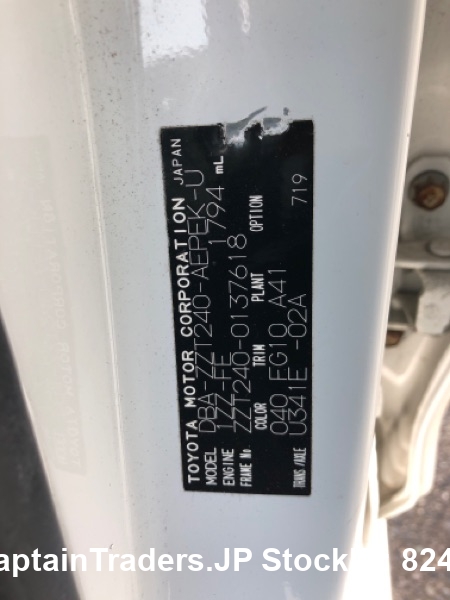 TOYOTA MOTOR CORPORATION JAPAN
MODEL DBA-ZZT240-AEPEK-U
ENGINE 1ZZ-FE 1794 mL
FRAME No. ZZT240-0137618
COLOR TRIM PLANT OPTION
040 FG10 A41 719
TRANS/AXLE U341E -02A
aptainTraders.JP Stock 824